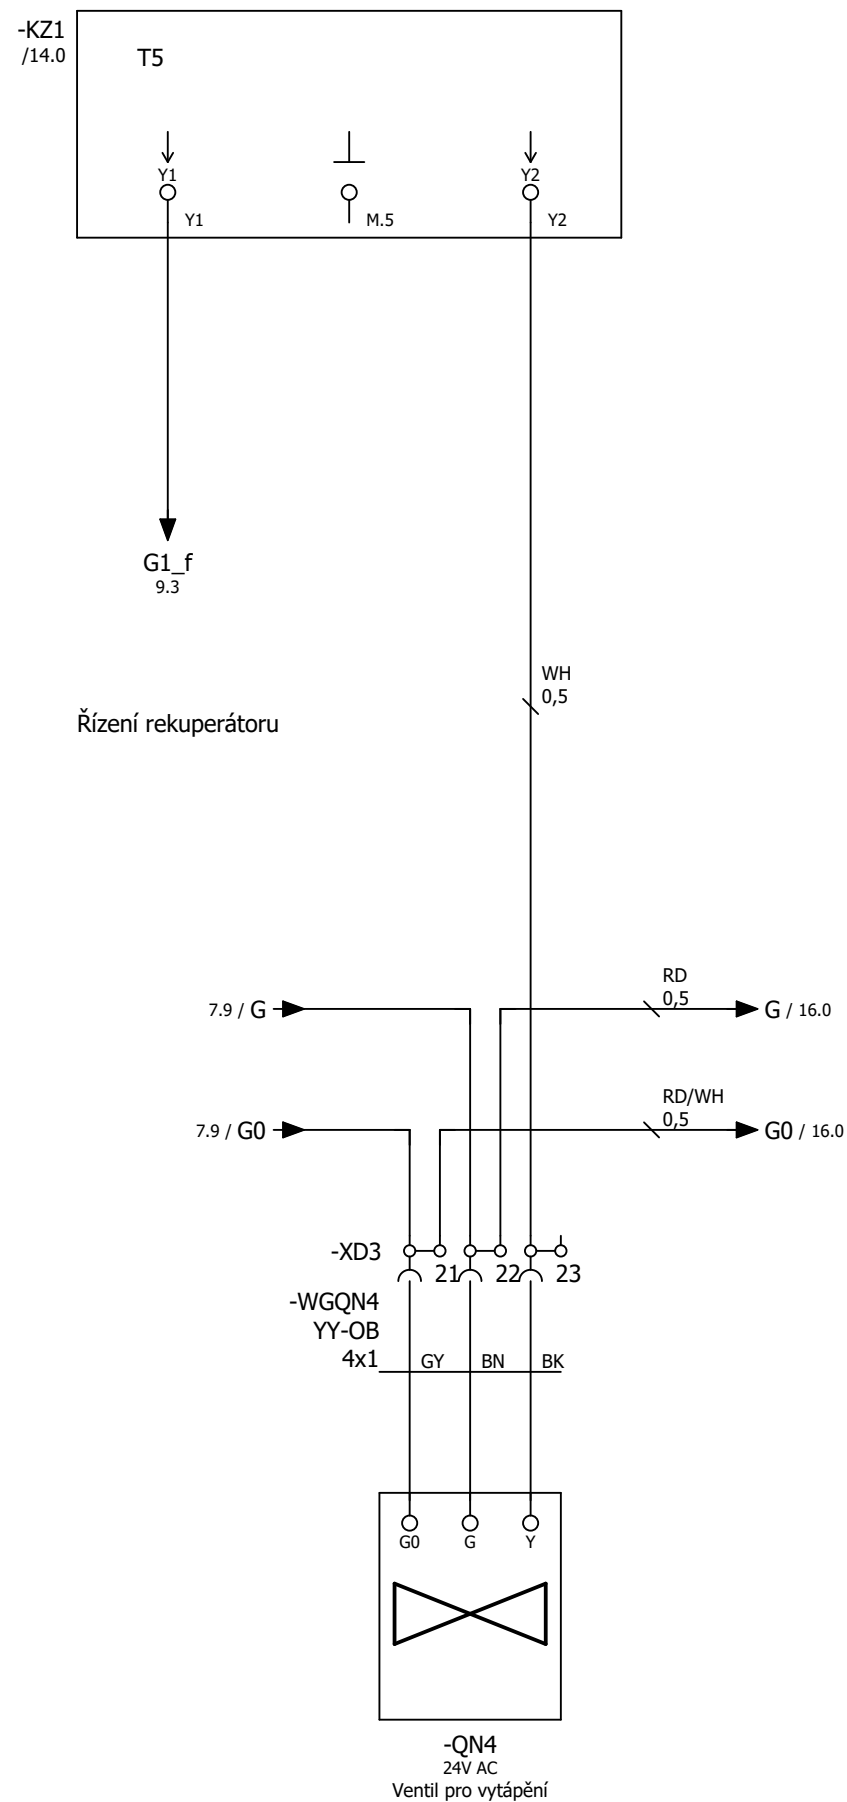 -KZ1
/14.0
T5
Y1
Y2
Y1
M.5
Y2
G1_f
9.3
WH
0,5
Řízení rekuperátoru
RD
0,5
7.9 / G
G / 16.0
RD/WH
0,5
7.9 / G0
G0 / 16.0
-XD3
21
22
23
-WGQN4
YY-OB
4x1
GY
BN
BK
G0
G
Y
-QN4
24V AC
Ventil pro vytápění